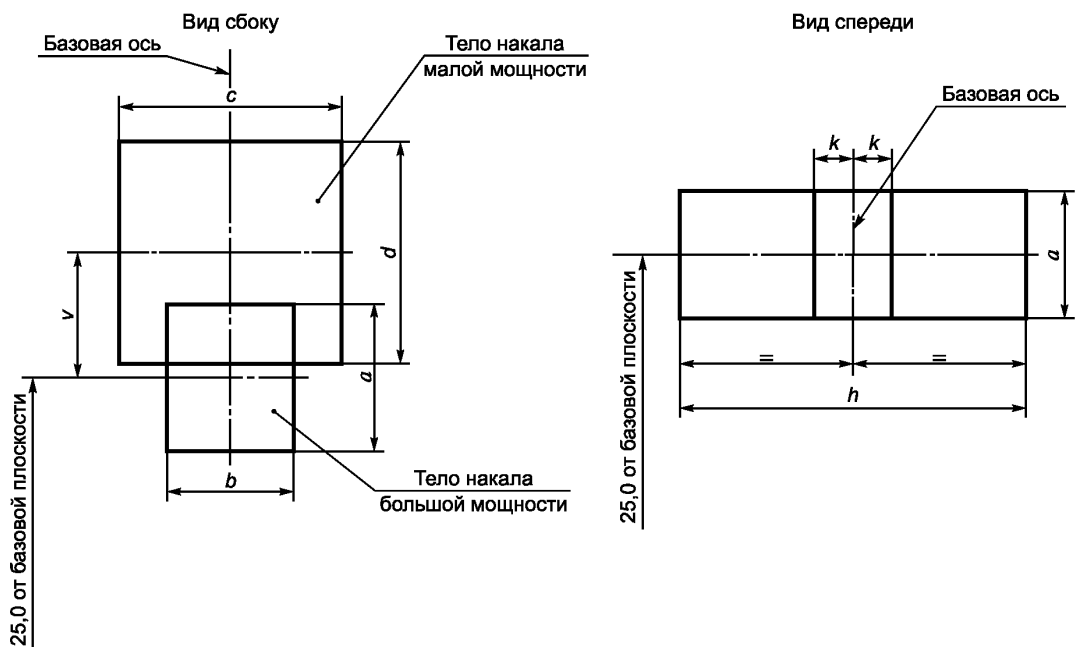 Вид сбоку
Базовая ось
Тело накала
малой мощности
c
d
v
a
b
Тело накала
большой мощности
25,0 от базовой плоскости
Вид спереди
Базовая ось
k k
a
= =
h
25,0 от базовой плоскости